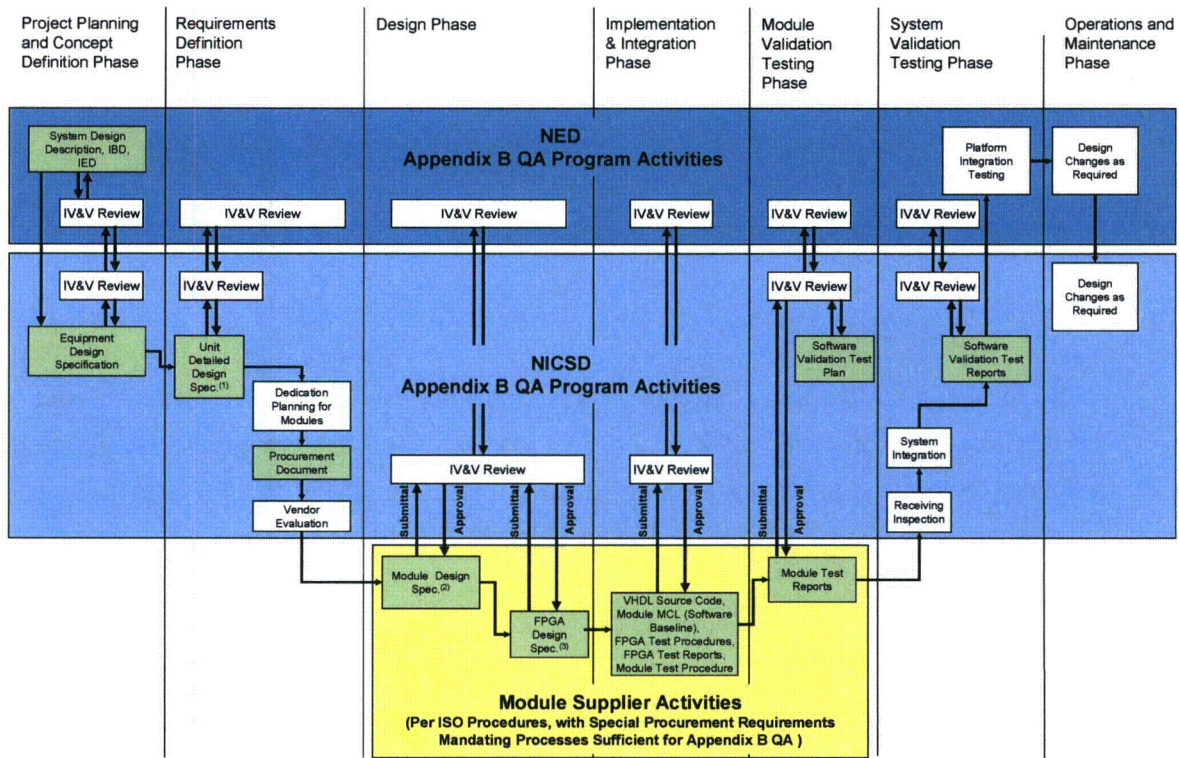 Project Planning
and Concept
Definition Phase
Requirements
Definition
Phase
Design Phase
Implementation
& Integration
Phase
Module
Validation
Testing
Phase
System
Validation
Testing Phase
Operations and
Maintenance
Phase
NED
Appendix B QA Program Activities
System Design
Description, IBD,
IED
Platform
Integration
Testing
Design
Changes as
Required
IV&V Review
IV&V Review
IV&V Review
IV&V Review
IV&V Review
IV&V Review
IV&V Review
IV&V Review
IV&V Review
IV&V Review
Design
Changes as
Required
Equipment
Design
Specification
Unit
Detailed
Design
Spec.(1)
NICSD
Appendix B QA Program Activities
Software
Validation Test
Plan
Software
Validation Test
Reports
Dedication
Planning for
Modules
Procurement
Document
Vendor
Evaluation
IV&V Review
IV&V Review
System
Integration
Receiving
Inspection
Submittal
Approval
Submittal
Approval
Submittal
Approval
Submittal
Approval
Module Design
Spec.(2)
FPGA
Design
Spec.(3)
VHDL Source Code,
Module MCL (Software
Baseline),
FPGA Test Procedures,
FPGA Test Reports,
Module Test Procedure
Module Test
Reports
Module Supplier Activities
(Per ISO Procedures, with Special Procurement Requirements
Mandating Processes Sufficient for Appendix B QA )